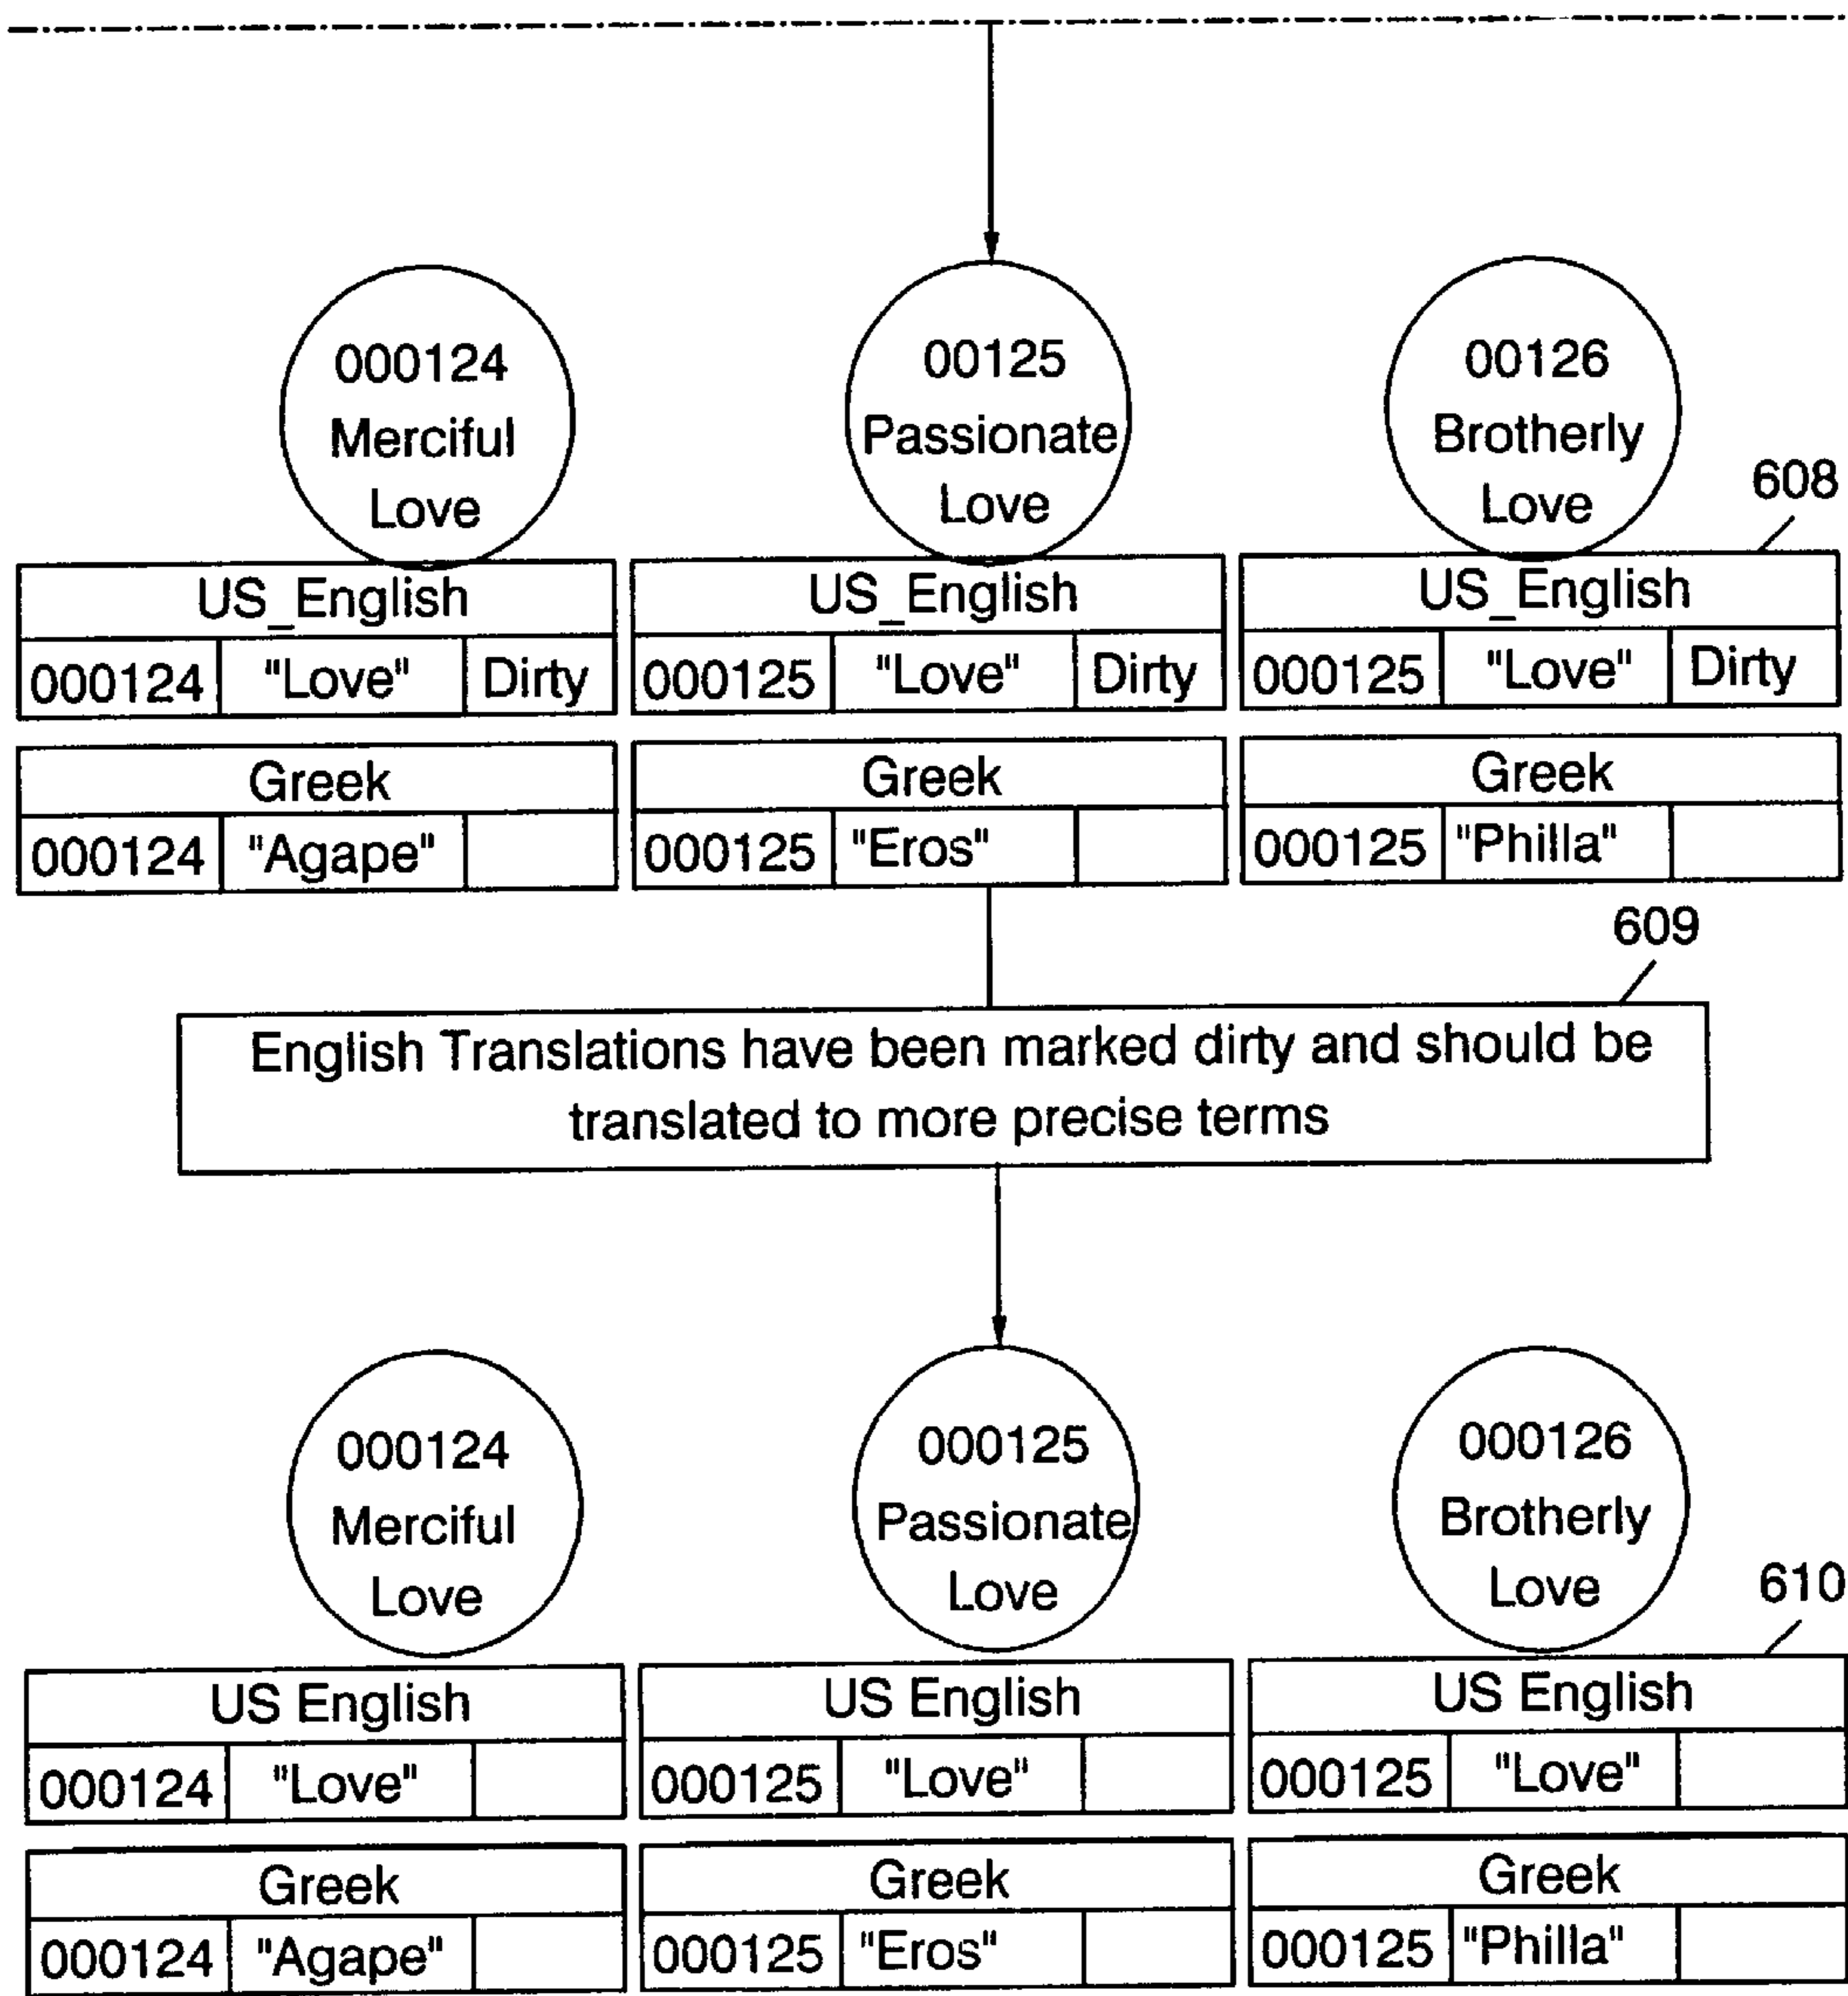 000124
Merciful
Love
00125
Passionate
Love
00126
Brotherly
Love
608
US_English
000124 "Love" Dirty
US_English
000125 "Love" Dirty
US_English
000125 "Love" Dirty
Greek
000124 "Agape"
Greek
000125 "Eros"
Greek
000125 "Philla"
609
English Translations have been marked dirty and should be
translated to more precise terms
000124
Merciful
Love
000125
Passionate
Love
000126
Brotherly
Love
610
US English
000124 "Love"
US English
000125 "Love"
US English
000125 "Love"
Greek
000124 "Agape"
Greek
000125 "Eros"
Greek
000125 "Philla"